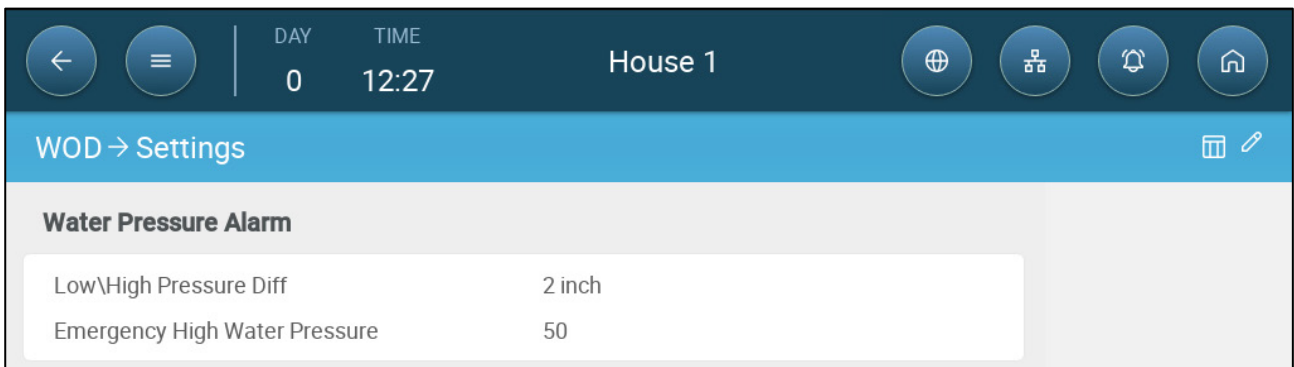 DAY TIME
0 12:27
House 1
WOD → Settings
Water Pressure Alarm
Low\High Pressure Diff 2 inch
Emergency High Water Pressure 50